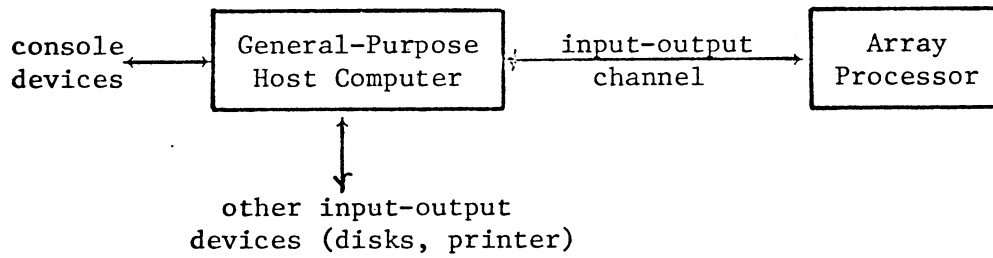 console
devices
General-Purpose
Host Computer
input-output
channel
Array
Processor
other input-output
devices (disks, printer)